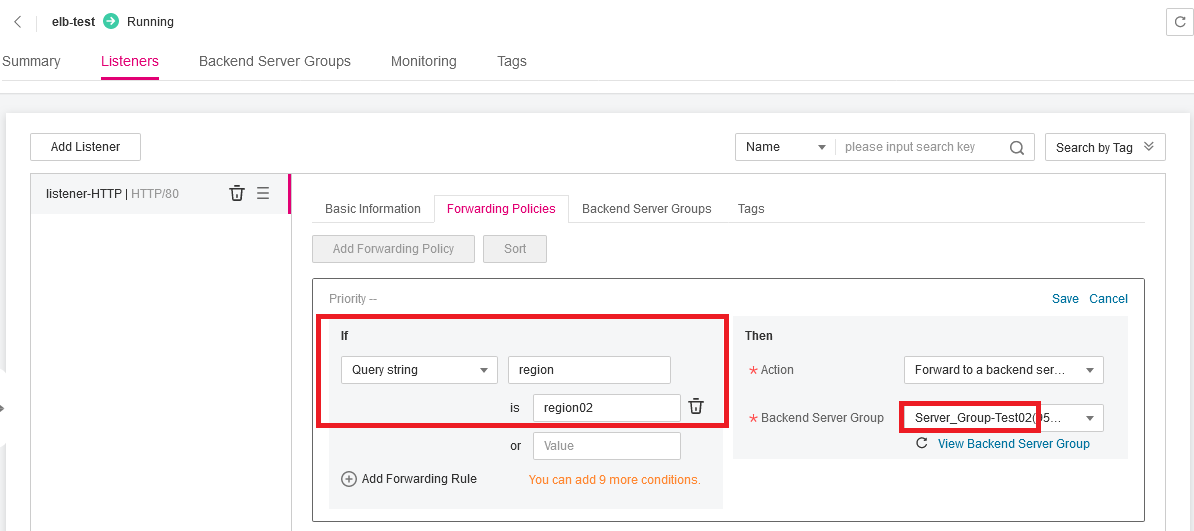 elb-test Running
Summary Listeners Backend Server Groups Monitoring Tags
Add Listener Name please input search key Search by Tag
listener-HTTP | HTTP/80
Basic Information Forwarding Policies Backend Server Groups Tags
Add Forwarding Policy Sort
Priority -- Save Cancel
If Then
Query string region * Action Forward to a backend ser...
is region02 * Backend Server Group Server_Group-Test02(05...
or Value View Backend Server Group
Add Forwarding Rule You can add 9 more conditions.